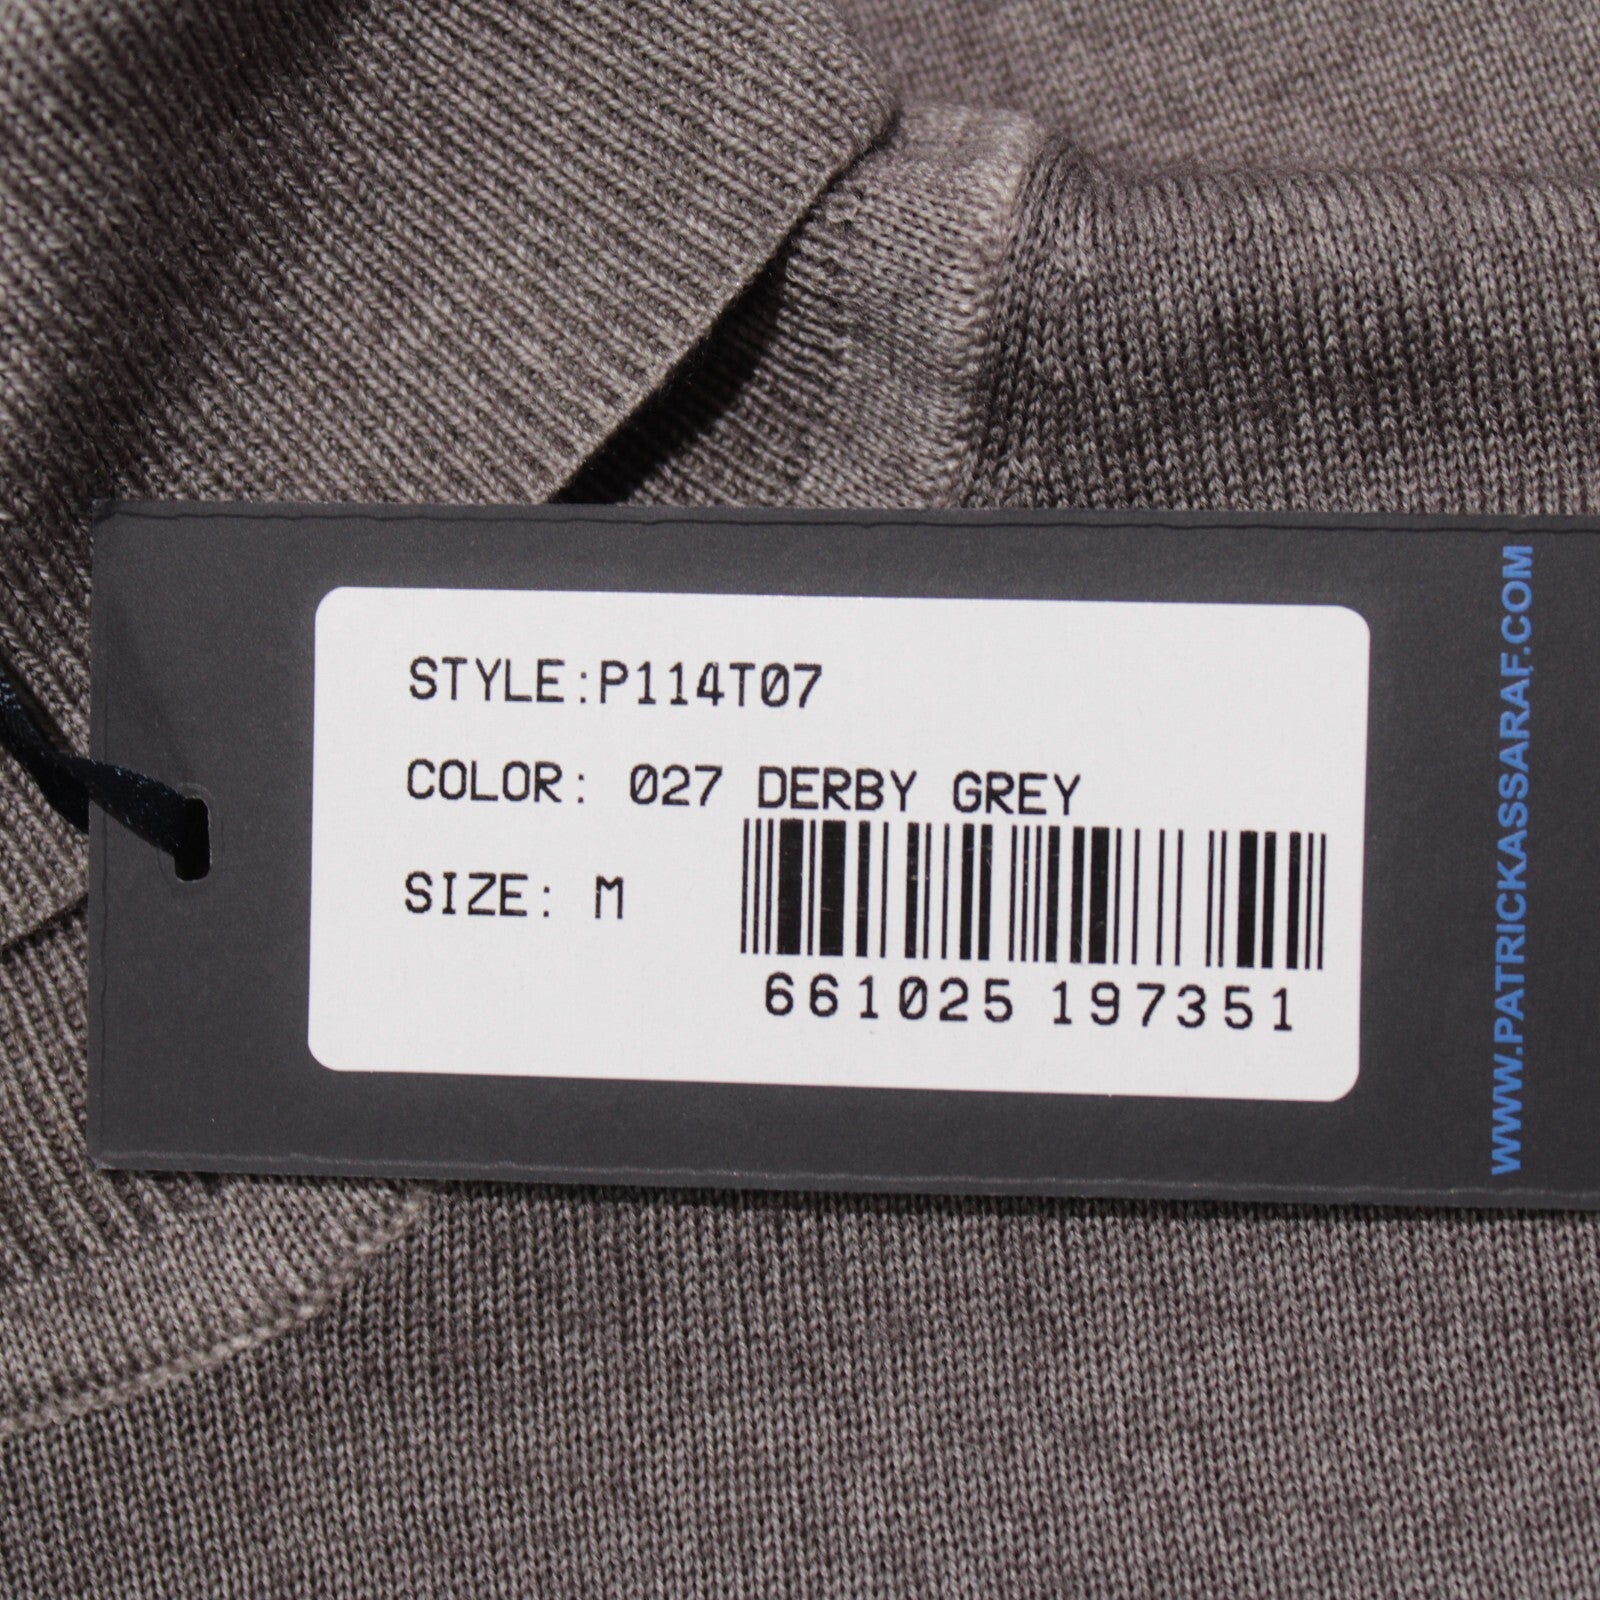 STYLE:P114T07
COLOR: 027 DERBY GREY
SIZE: M
661025 197351
WWW.PATRICKASSARAF.COM